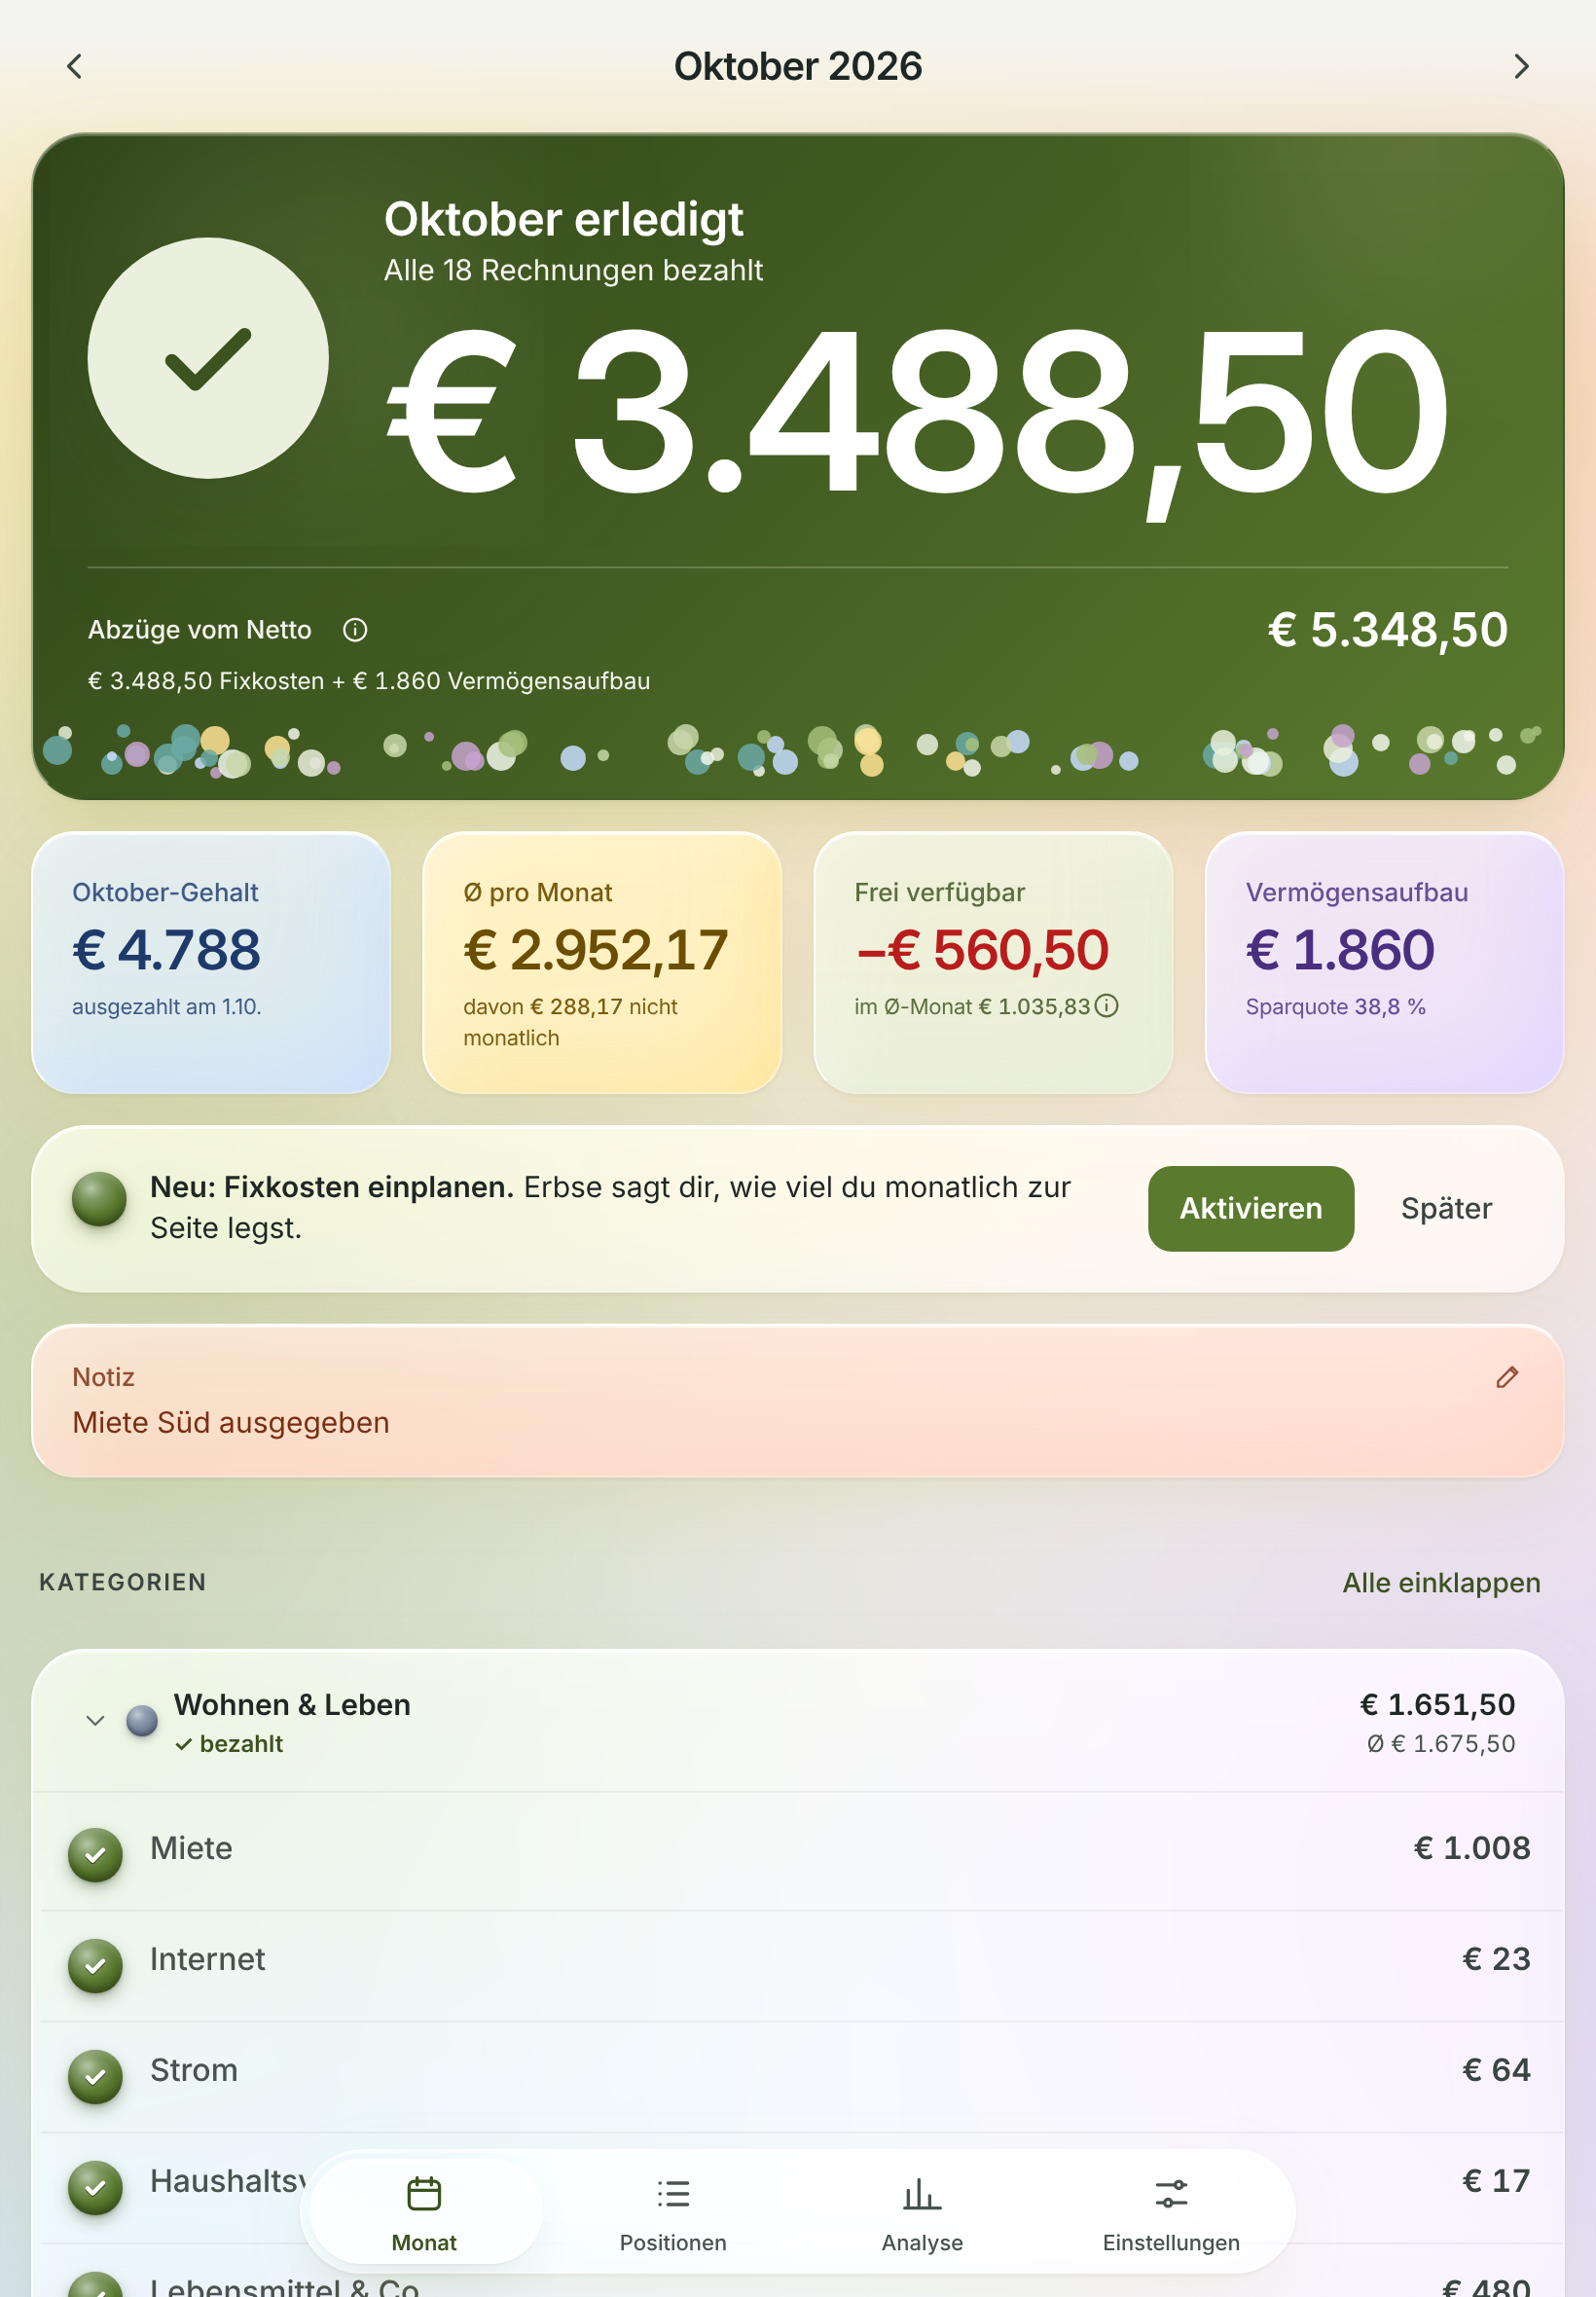 Oktober 2026
Oktober erledigt
Alle 18 Rechnungen bezahlt
€ 3.488,50
Abzüge vom Netto
€ 5.348,50
€ 3.488,50 Fixkosten + € 1.860 Vermögensaufbau
Oktober-Gehalt
€ 4.788
ausgezahlt am 1.10.
Ø pro Monat
€ 2.952,17
davon € 288,17 nicht
monatlich
Frei verfügbar
–€ 560,50
im Ø-Monat € 1.035,83
Vermögensaufbau
€ 1.860
Sparquote 38,8 %
Neu: Fixkosten einplanen. Erbse sagt dir, wie viel du monatlich zur
Seite legst.
Aktivieren
Später
Notiz
Miete Süd ausgegeben
KATEGORIEN
Alle einklappen
Wohnen & Leben
€ 1.651,50
✓ bezahlt
Ø € 1.675,50
Miete
€ 1.008
Internet
€ 23
Strom
€ 64
€ 17
Lebensmittel & Co
€ 480
Monat
Positionen
Analyse
Einstellungen